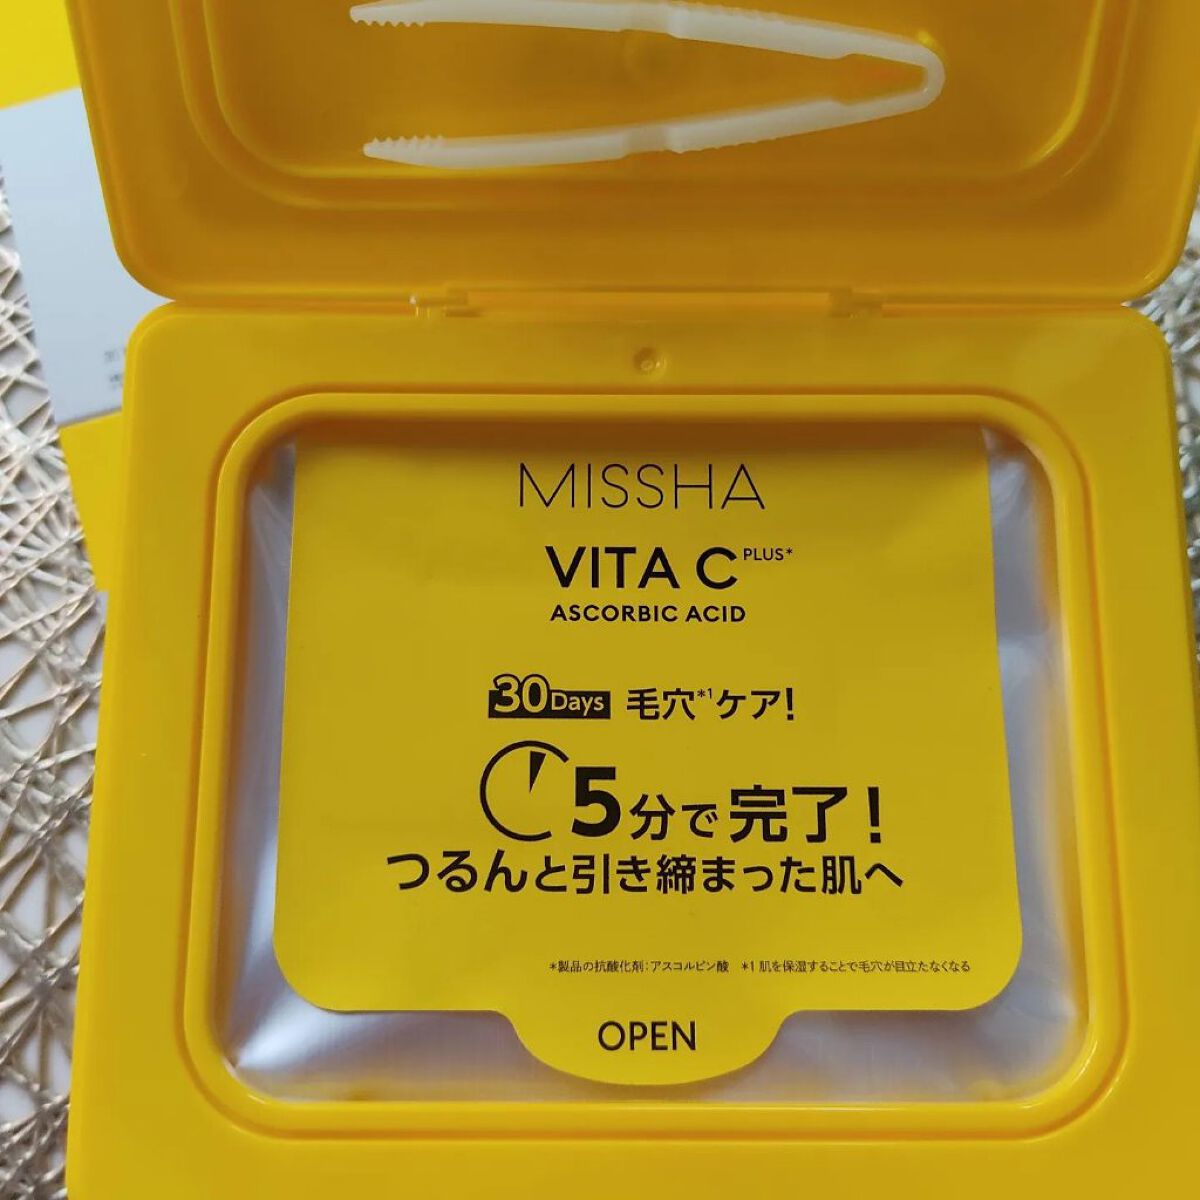 MISSHA
VITA C PLUS*
ASCORBIC ACID
30Days 毛穴*1ケア!
5分で完了!
つるんと引き締まった肌へ
*製品の抗酸化剤:アスコルビン酸 *1 肌を保湿することで毛穴が目立たなくなる
OPEN